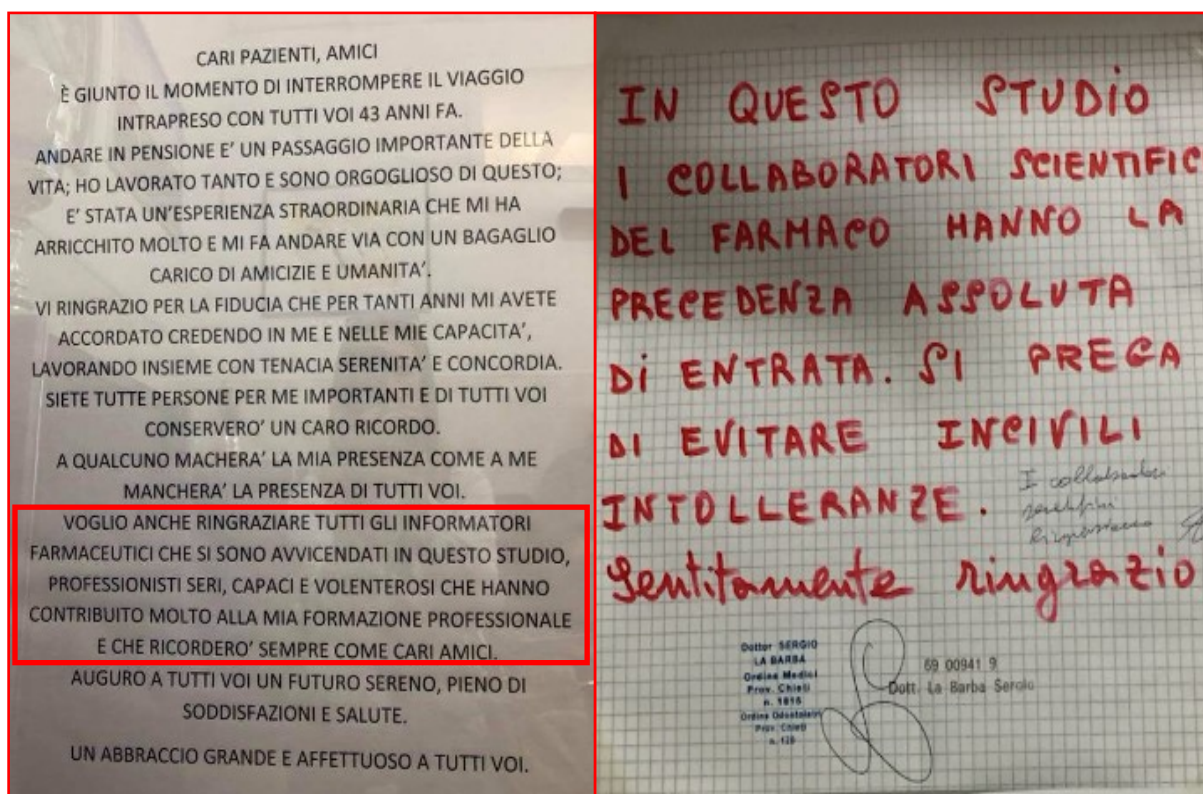 CARI PAZIENTI, AMICI
È GIUNTO IL MOMENTO DI INTERROMPERE IL VIAGGIO
INTRAPRESO CON TUTTI VOI 43 ANNI FA.
ANDARE IN PENSIONE E' UN PASSAGGIO IMPORTANTE DELLA
VITA; HO LAVORATO TANTO E SONO ORGOGLIOSO DI QUESTO;
E' STATA UN'ESPERIENZA STRAORDINARIA CHE MI HA
ARRICCHITO MOLTO E MI FA ANDARE VIA CON UN BAGAGLIO
CARICO DI AMICIZIE E UMANITA'.
VI RINGRAZIO PER LA FIDUCIA CHE PER TANTI ANNI MI AVETE
ACCORDATO CREDENDO IN ME E NELLE MIE CAPACITA',
LAVORANDO INSIEME CON TENACIA SERENITA' E CONCORDIA.
SIETE TUTTE PERSONE PER ME IMPORTANTI E DI TUTTI VOI
CONSERVERO' UN CARO RICORDO.
A QUALCUNO MACHERA' LA MIA PRESENZA COME A ME
MANCHERA' LA PRESENZA DI TUTTI VOI.
VOGLIO ANCHE RINGRAZIARE TUTTI GLI INFORMATORI
FARMACEUTICI CHE SI SONO AVVICENDATI IN QUESTO STUDIO,
PROFESSIONISTI SERI, CAPACI E VOLENTEROSI CHE HANNO
CONTRIBUITO MOLTO ALLA MIA FORMAZIONE PROFESSIONALE
E CHE RICORDERO' SEMPRE COME CARI AMICI.
AUGURO A TUTTI VOI UN FUTURO SERENO, PIENO DI
SODDISFAZIONI E SALUTE.
UN ABBRACCIO GRANDE E AFFETTUOSO A TUTTI VOI.
IN QUESTO STUDIO
I COLLABORATORI SCIENTIFIC
DEL FARMACO HANNO LA
PRECEDENZA ASSOLUTA
DI ENTRATA. SI PREGA
DI EVITARE INCIVILI
INTOLLERANZE.
Sentitamente ringrazio
Dottor SERGIO
LA BARBA
Ordine Medici
Prov. Chieti
n. 1815
Ordine Odontoiatri
Prov. Chieti
69 00941 9
Dott. La Barba Sergio